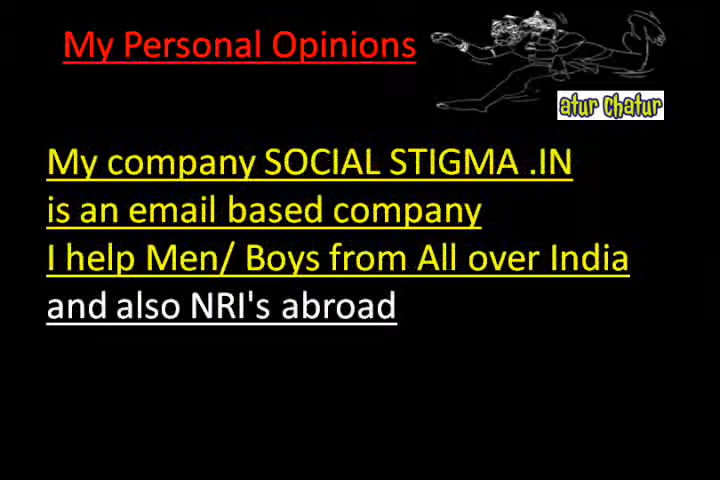 My Personal Opinions
atur chatur
My company SOCIAL STIGMA .IN
is an email based company
I help Men/ Boys from All over India
and also NRI's abroad